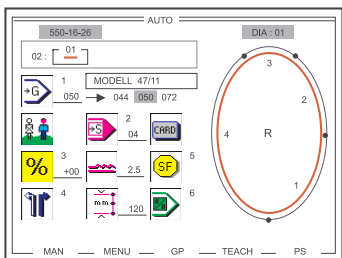 AUTO
550-16-26 DIA : 01
02 : 01
→G 1 MODELL 47/11
050 044 050 072
→S 2 CARD
04
% 3 SF 5
+00 2.5
4 mm 6
120 %
3
2
4 R
1
MAN MENU GP TEACH PS